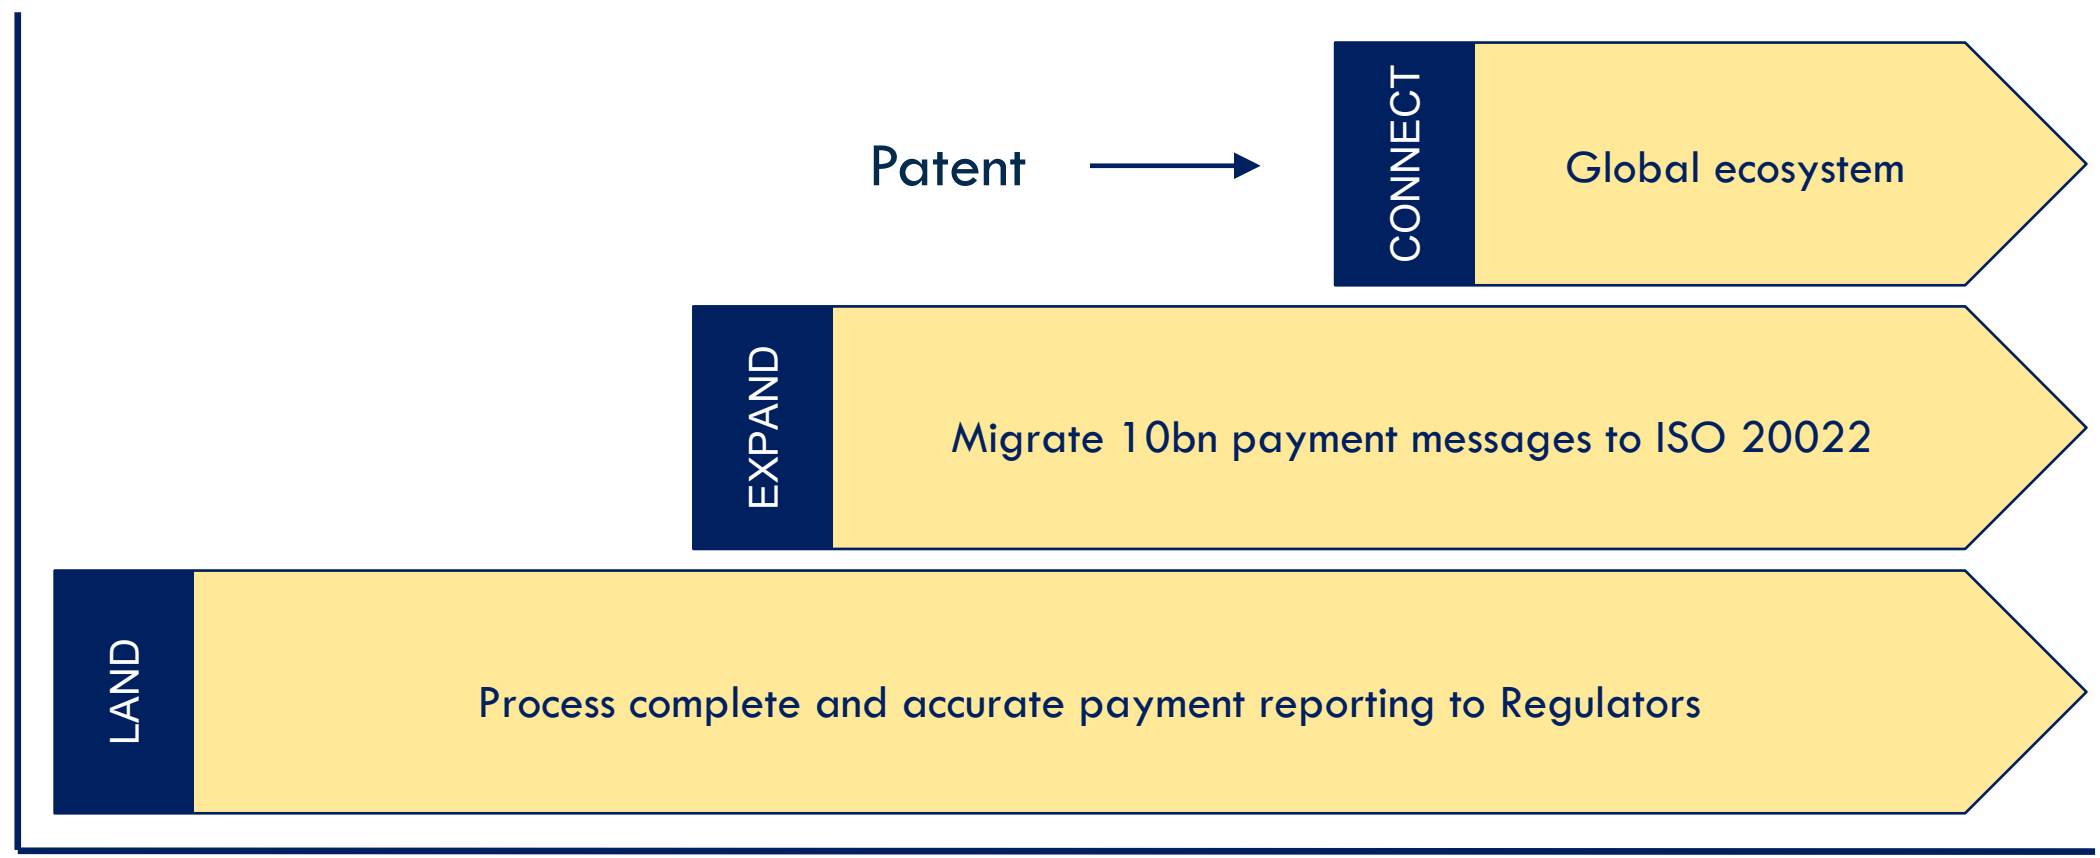 Patent
CONNECT
Global ecosystem
EXPAND
Migrate 10bn payment messages to ISO 20022
LAND
Process complete and accurate payment reporting to Regulators